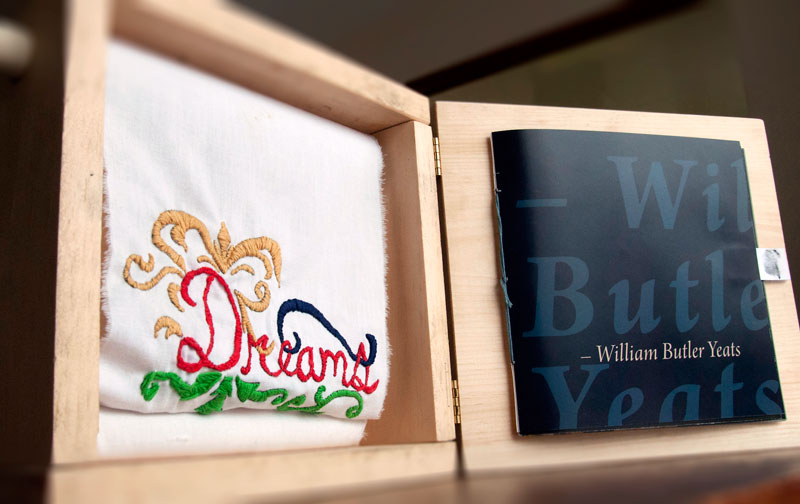 Dreams
– Wil
Butle
– William Butler Yeats
Yeats